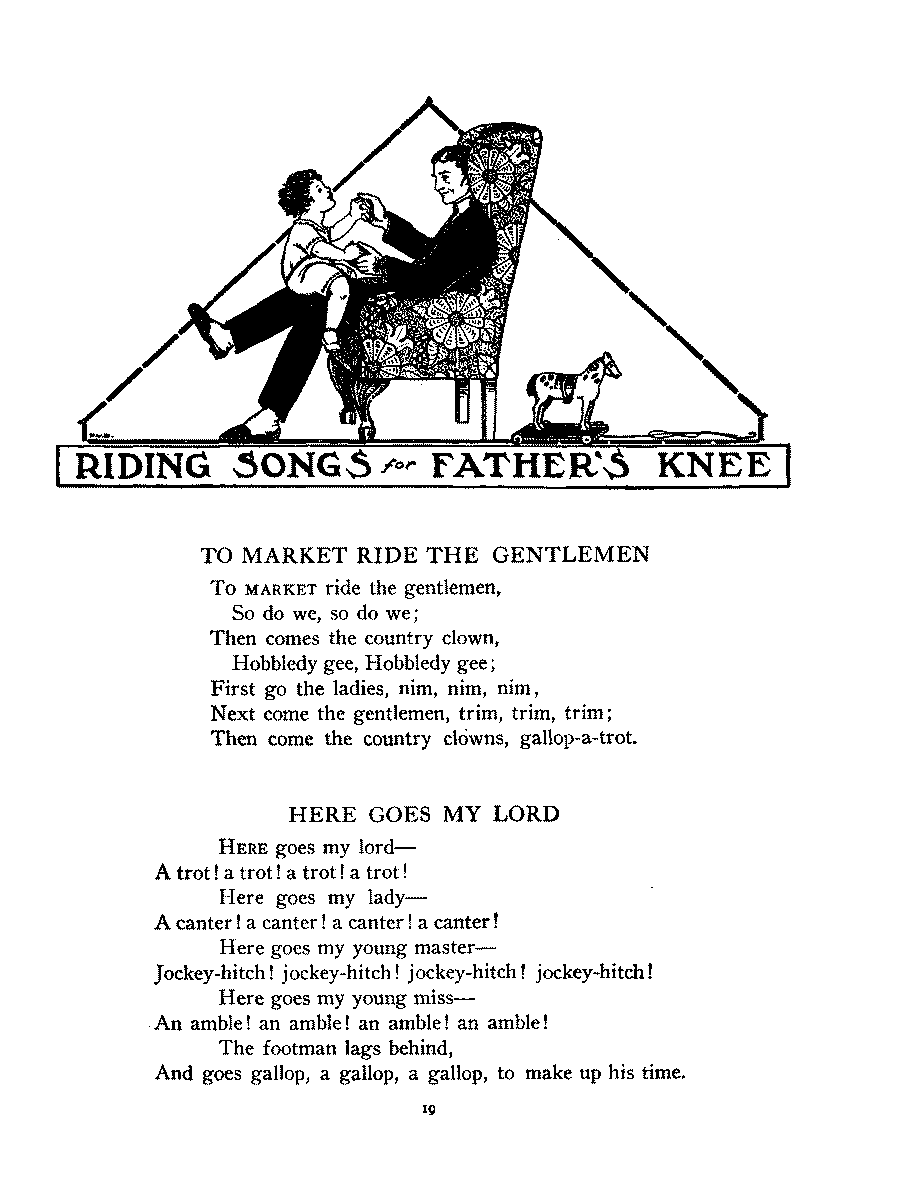 RIDING SONGS for FATHER'S KNEE
TO MARKET RIDE THE GENTLEMEN
TO MARKET ride the gentlemen,
So do we, so do we;
Then comes the country clown,
Hobbledy gee, Hobbledy gee;
First go the ladies, nim, nim, nim,
Next come the gentlemen, trim, trim, trim;
Then come the country clowns, gallop-a-trot.
HERE GOES MY LORD
HERE goes my lord—
A trot! a trot! a trot! a trot!
Here goes my lady—
A canter! a canter! a canter! a canter!
Here goes my young master—
Jockey-hitch! jockey-hitch! jockey-hitch! jockey-hitch!
Here goes my young miss—
An amble! an amble! an amble! an amble!
The footman lags behind,
And goes gallop, a gallop, a gallop, to make up his time.
19